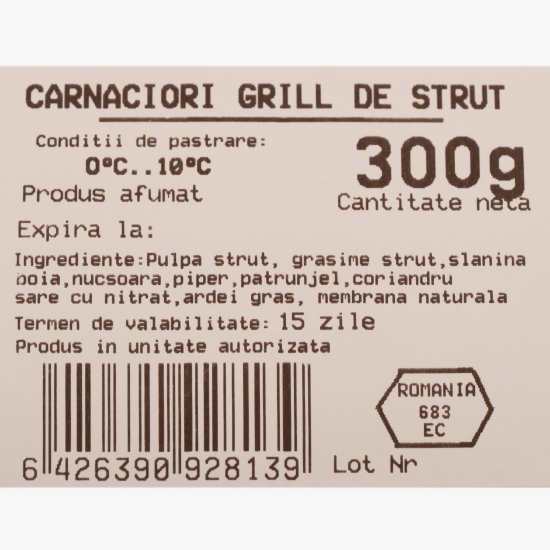 CARNACIORI GRILL DE STRUT
Conditii de pastrare:
0ºC..10ºC
300g
Produs afumat
Cantitate neta
Expira la:
Ingrediente:Pulpa strut, grasime strut,slanina
boia,nucsoara,piper,patrunjel,coriandru
sare cu nitrat,ardei gras, membrana naturala
Termen de valabilitate: 15 zile
Produs in unitate autorizata
ROMANIA
683
EC
6 426390 928139
Lot Nr